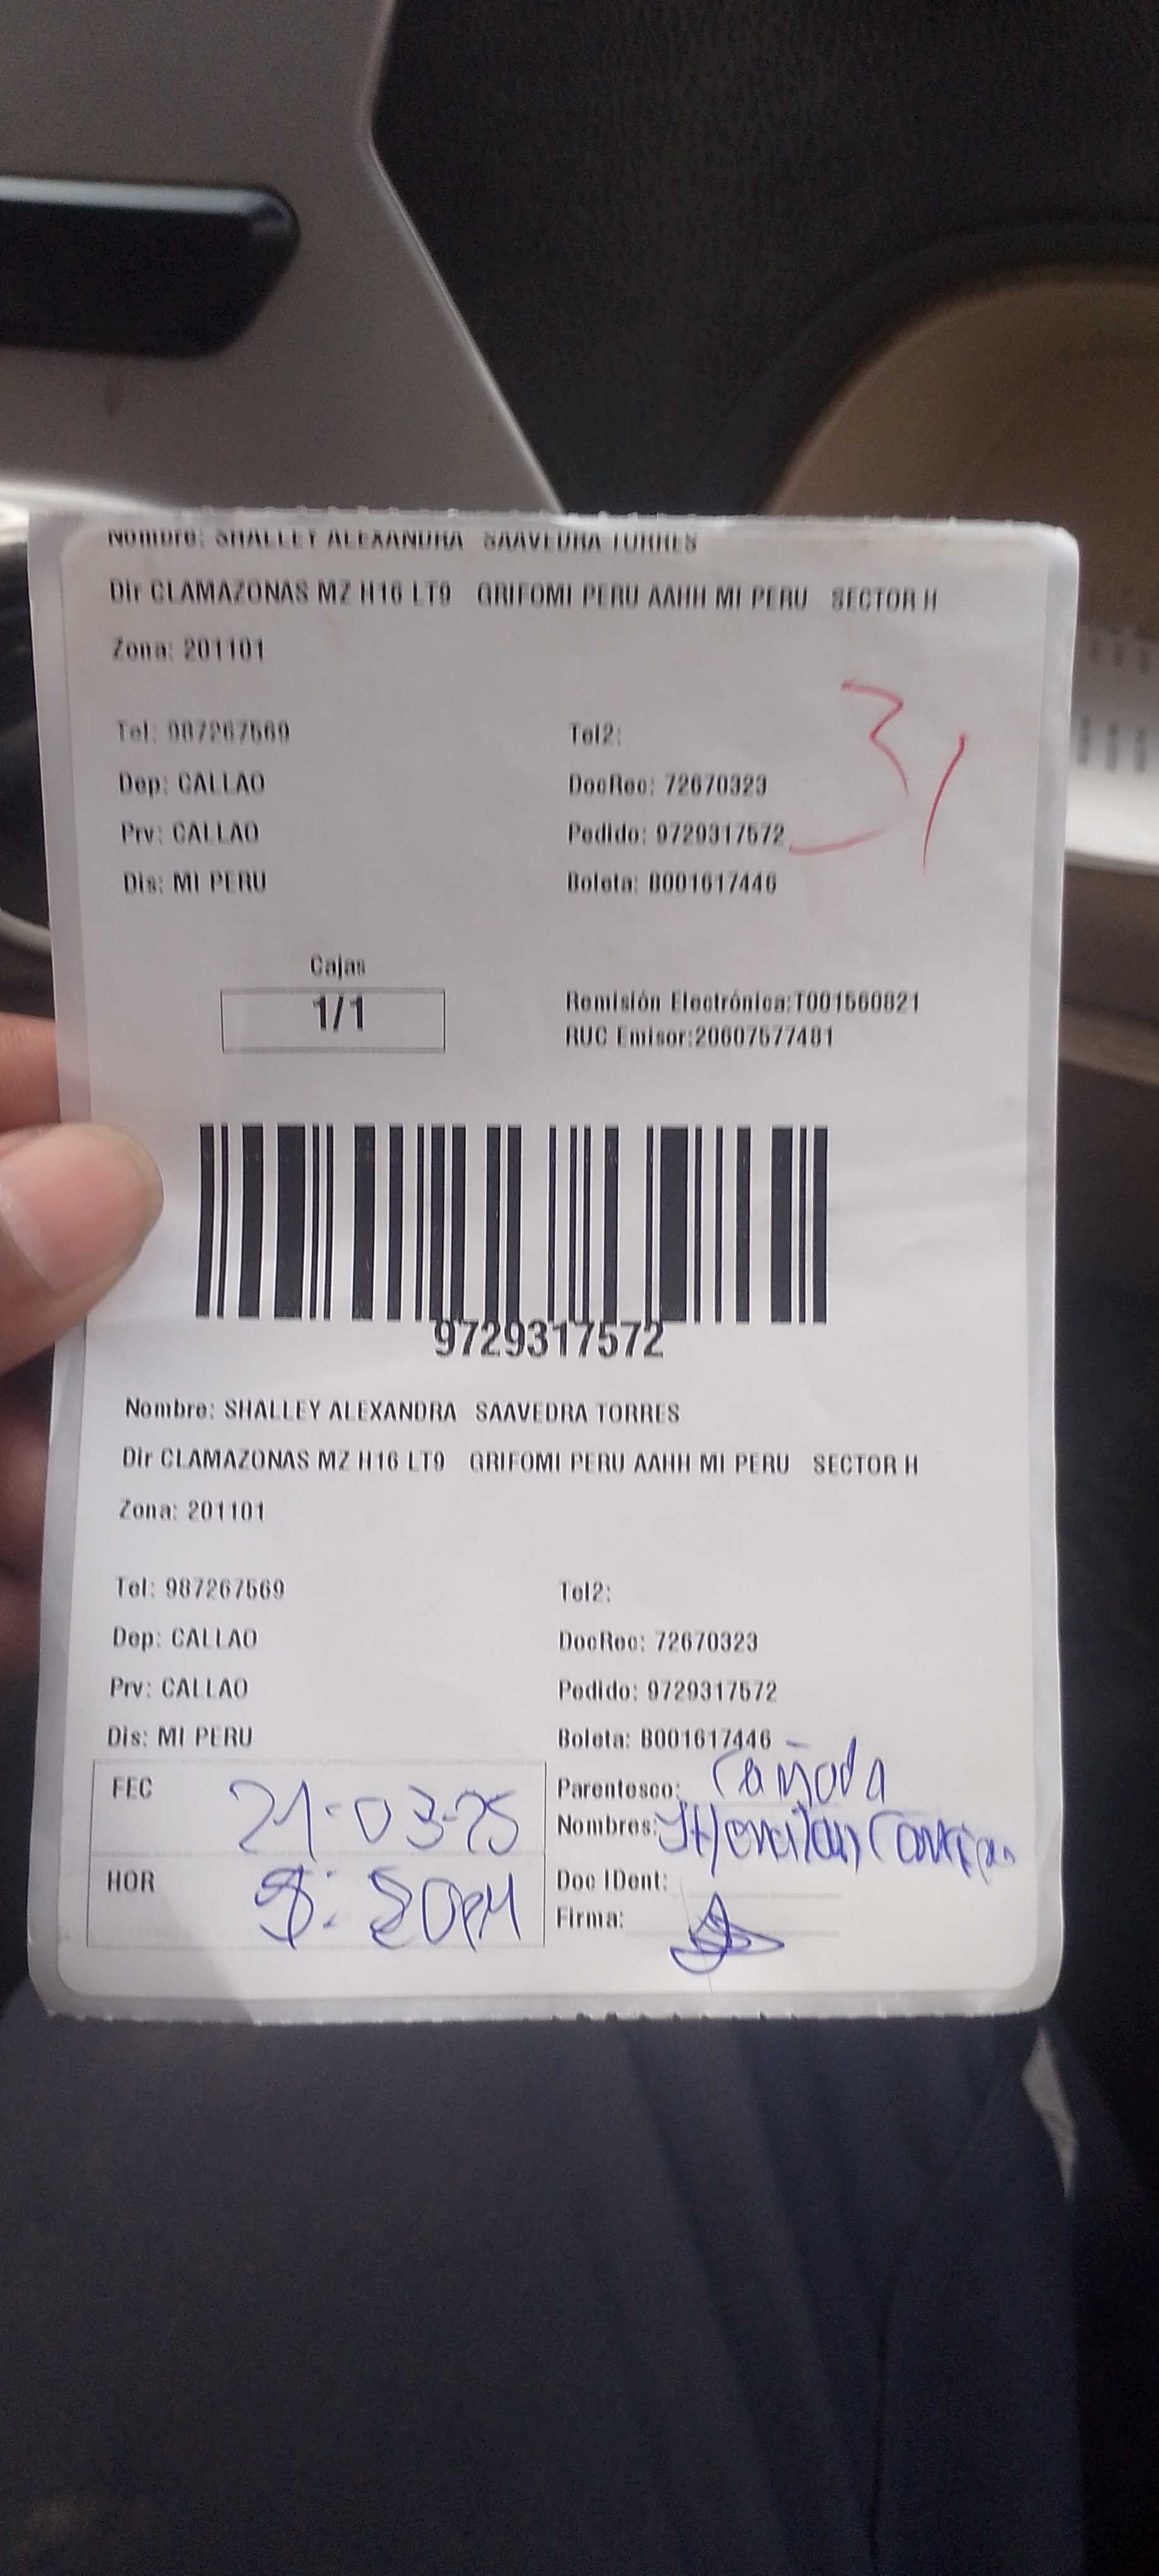 Nombre: SHALLEY ALEXANDRA SAAVEDRA TORRES
Dir CLAMAZONAS MZ H16 LT9 GRIFOMI PERU AAHH MI PERU SECTOR H
Zona: 201101
Tel: 987267569 Tel2:
Dep: CALLAO DocRec: 72670323
Prv: CALLAO Pedido: 9729317572
Dis: MI PERU Boleta: B001617446
31
Cajas
1/1
Remisión Electrónica:T001560821
RUC Emisor:20607577481
9729317572
Nombre: SHALLEY ALEXANDRA SAAVEDRA TORRES
Dir CLAMAZONAS MZ H16 LT9 GRIFOMI PERU AAHH MI PERU SECTOR H
Zona: 201101
Tel: 987267569 Tel2:
Dep: CALLAO DocRec: 72670323
Prv: CALLAO Pedido: 9729317572
Dis: MI PERU Boleta: B001617446
FEC 21-03-25 Parentesco:
Nombres:
HOR Doc IDent:
Firma: